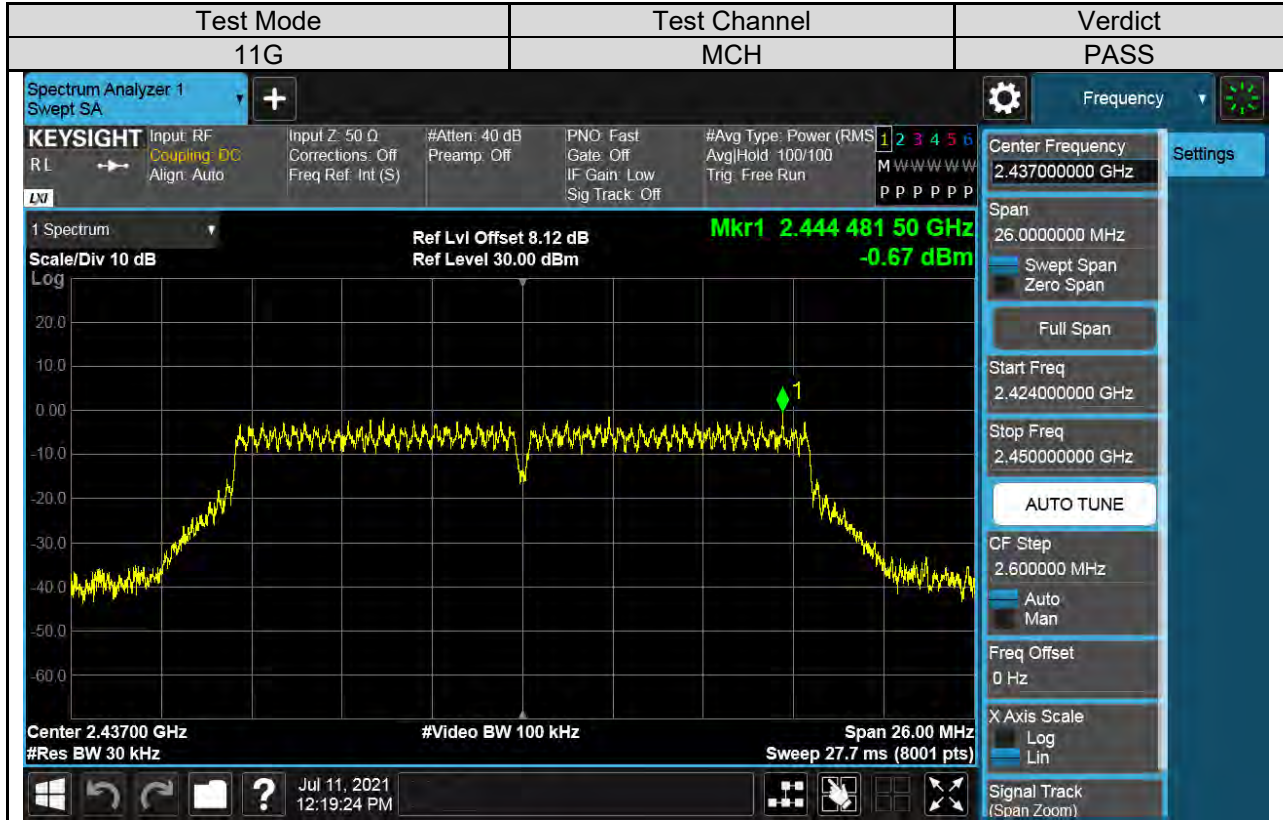 Test Mode Test Channel Verdict
11G MCH PASS
Spectrum Analyzer 1
Swept SA
+
Frequency
KEYSIGHT
RL
LXI
Input: RF
Coupling: DC
Align: Auto
Input Z: 50 Ω
Corrections: Off
Freq Ref: Int (S)
#Atten: 40 dB
Preamp: Off
PNO: Fast
Gate: Off
IF Gain: Low
Sig Track: Off
#Avg Type: Power (RMS
Avg|Hold: 100/100
Trig: Free Run
1 2 3 4 5 6
M W W W W W
P P P P P P
1 Spectrum
Scale/Div 10 dB
Log
Ref Lvl Offset 8.12 dB
Ref Level 30.00 dBm
Mkr1 2.444 481 50 GHz
-0.67 dBm
20.0
10.0
0.00
-10.0
-20.0
-30.0
-40.0
-50.0
-60.0
1
Center 2.43700 GHz
#Res BW 30 kHz
#Video BW 100 kHz
Span 26.00 MHz
Sweep 27.7 ms (8001 pts)
Center Frequency
2.437000000 GHz
Settings
Span
26.0000000 MHz
Swept Span
Zero Span
Full Span
Start Freq
2.424000000 GHz
Stop Freq
2.450000000 GHz
AUTO TUNE
CF Step
2.600000 MHz
Auto
Man
Freq Offset
0 Hz
X Axis Scale
Log
Lin
Signal Track
(Span Zoom)
?
Jul 11, 2021
12:19:24 PM